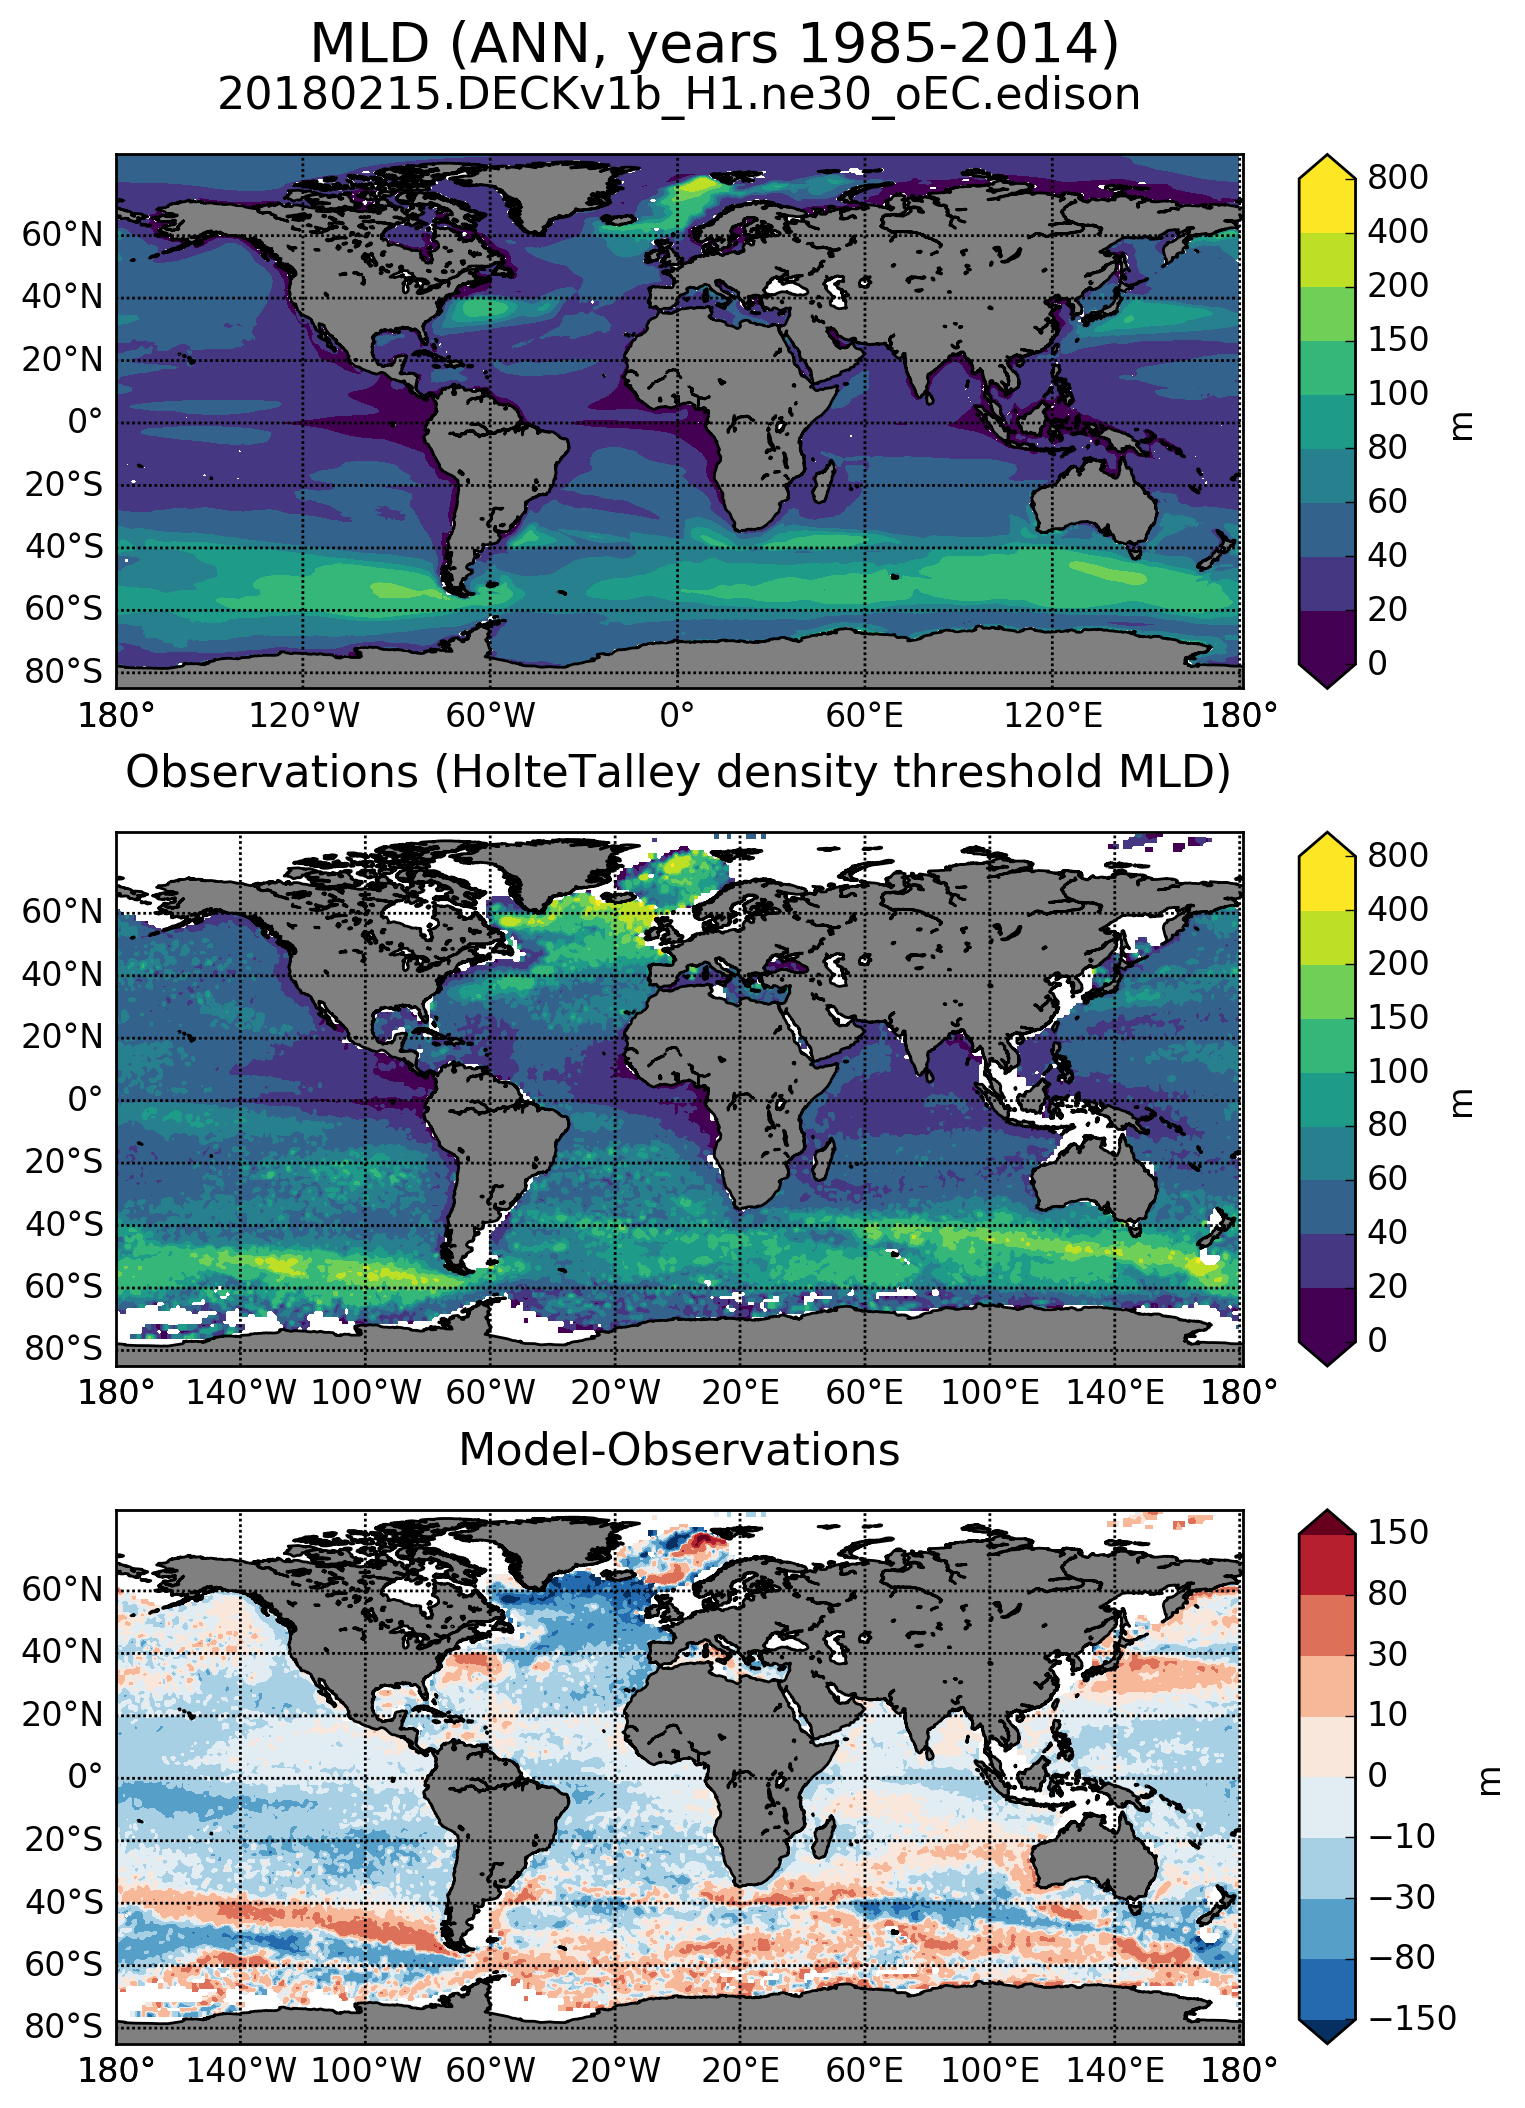 MLD (ANN, years 1985-2014)
20180215.DECKv1b_H1.ne30_oEC.edison
60°N
40°N
20°N
0°
20°S
40°S
60°S
80°S
180° 120°W 60°W 0° 60°E 120°E 180°
800
400
200
150
100
80
60
40
20
0
m
Observations (HolteTalley density threshold MLD)
60°N
40°N
20°N
0°
20°S
40°S
60°S
80°S
180° 140°W 100°W 60°W 20°W 20°E 60°E 100°E 140°E 180°
800
400
200
150
100
80
60
40
20
0
m
Model-Observations
60°N
40°N
20°N
0°
20°S
40°S
60°S
80°S
180° 140°W 100°W 60°W 20°W 20°E 60°E 100°E 140°E 180°
150
80
30
10
0
−10
−30
−80
−150
m